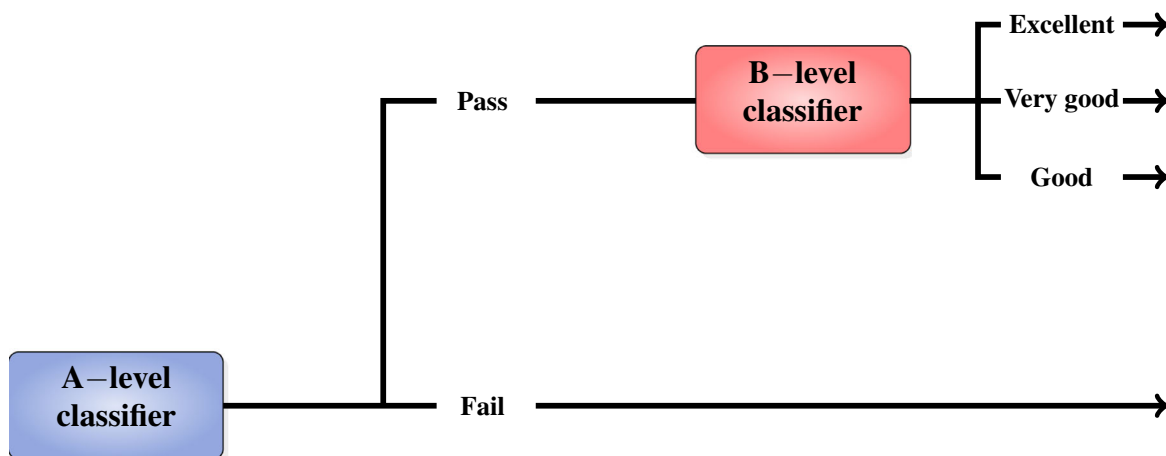 Excellent
B−level
classifier
Pass
Very good
Good
A−level
classifier
Fail